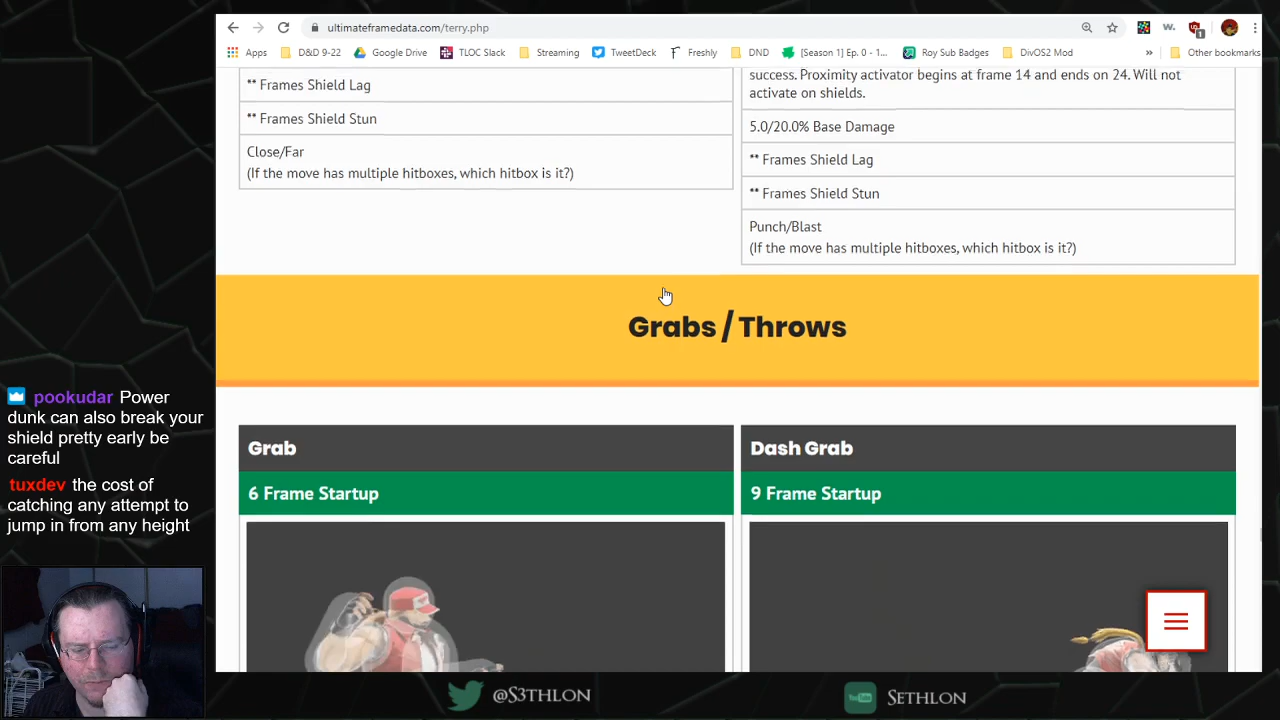 ultimateframedata.com/terry.php
Apps
D&D 9-22
Google Drive
TLOC Slack
Streaming
TweetDeck
Freshly
DND
[Season 1] Ep. 0 - 1...
Roy Sub Badges
DivOS2 Mod
»
Other bookmarks
** Frames Shield Lag
** Frames Shield Stun
Close/Far
(If the move has multiple hitboxes, which hitbox is it?)
success. Proximity activator begins at frame 14 and ends on 24. Will not
activate on shields.
5.0/20.0% Base Damage
** Frames Shield Lag
** Frames Shield Stun
Punch/Blast
(If the move has multiple hitboxes, which hitbox is it?)
Grabs / Throws
Grab
6 Frame Startup
Dash Grab
9 Frame Startup
pookudar Power
dunk can also break your
shield pretty early be
careful
tuxdev the cost of
catching any attempt to
jump in from any height
@S3THLON
YouTube
SETHLON